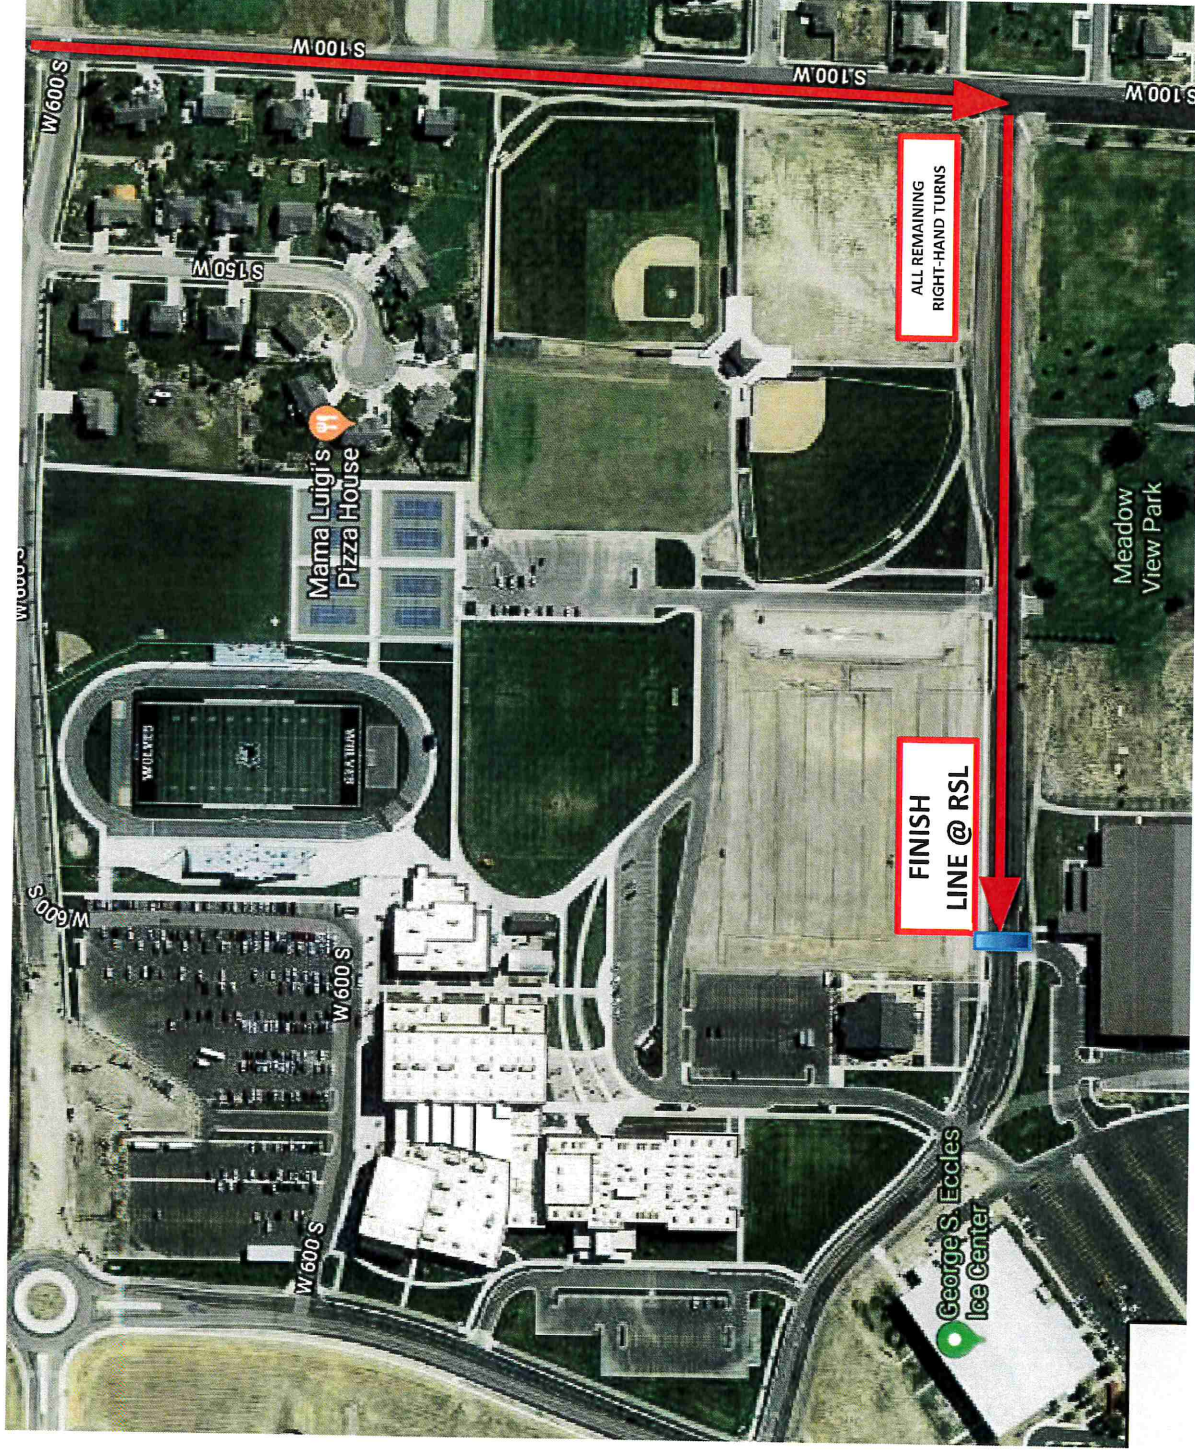 W 600 S
W 600 S
W 600 S
WOLVES
S 150 W
W 600 S
W 600 S
WOLVES
S 100 W
Mama Luigi's
Pizza House
S 100 W
ALL REMAINING
RIGHT-HAND TURNS
FINISH
LINE @ RSL
George S. Eccles
Ice Center
Meadow
View Park
S 100 W